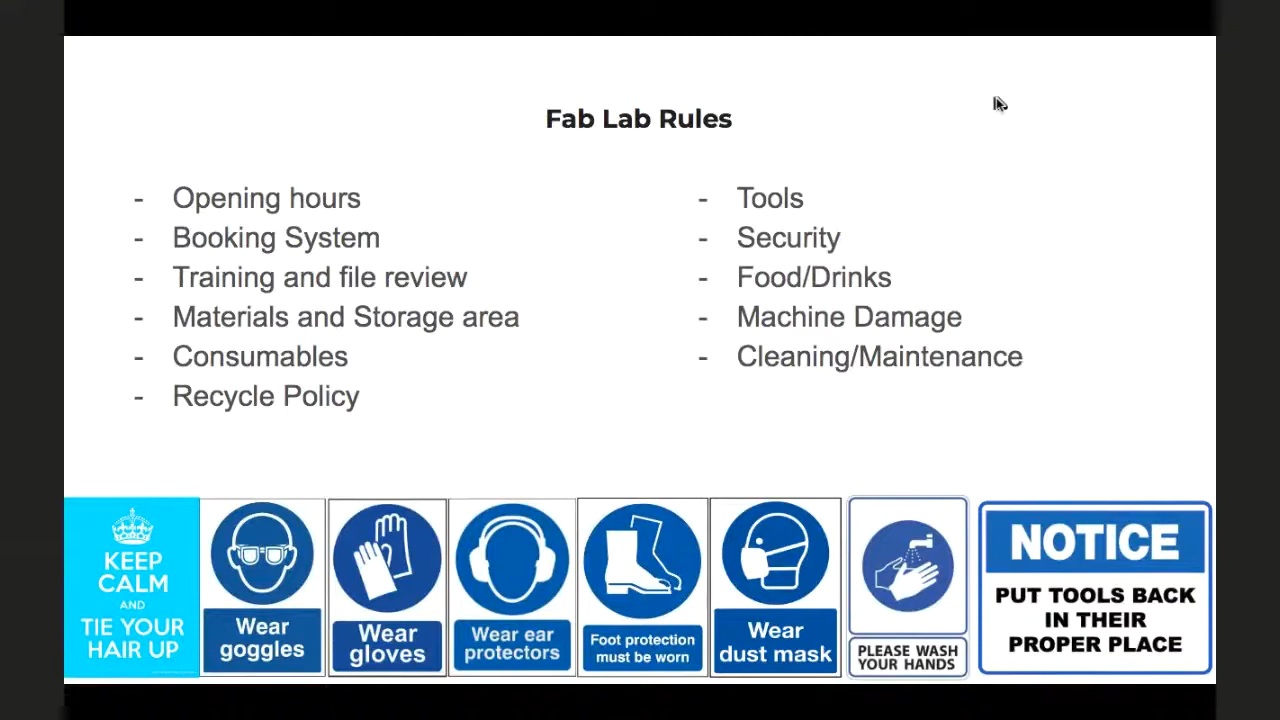 Fab Lab Rules
- Opening hours
- Booking System
- Training and file review
- Materials and Storage area
- Consumables
- Recycle Policy
- Tools
- Security
- Food/Drinks
- Machine Damage
- Cleaning/Maintenance
KEEP
CALM
AND
TIE YOUR
HAIR UP
Wear
goggles
Wear
gloves
Wear ear
protectors
Foot protection
must be worn
Wear
dust mask
PLEASE WASH
YOUR HANDS
NOTICE
PUT TOOLS BACK
IN THEIR
PROPER PLACE